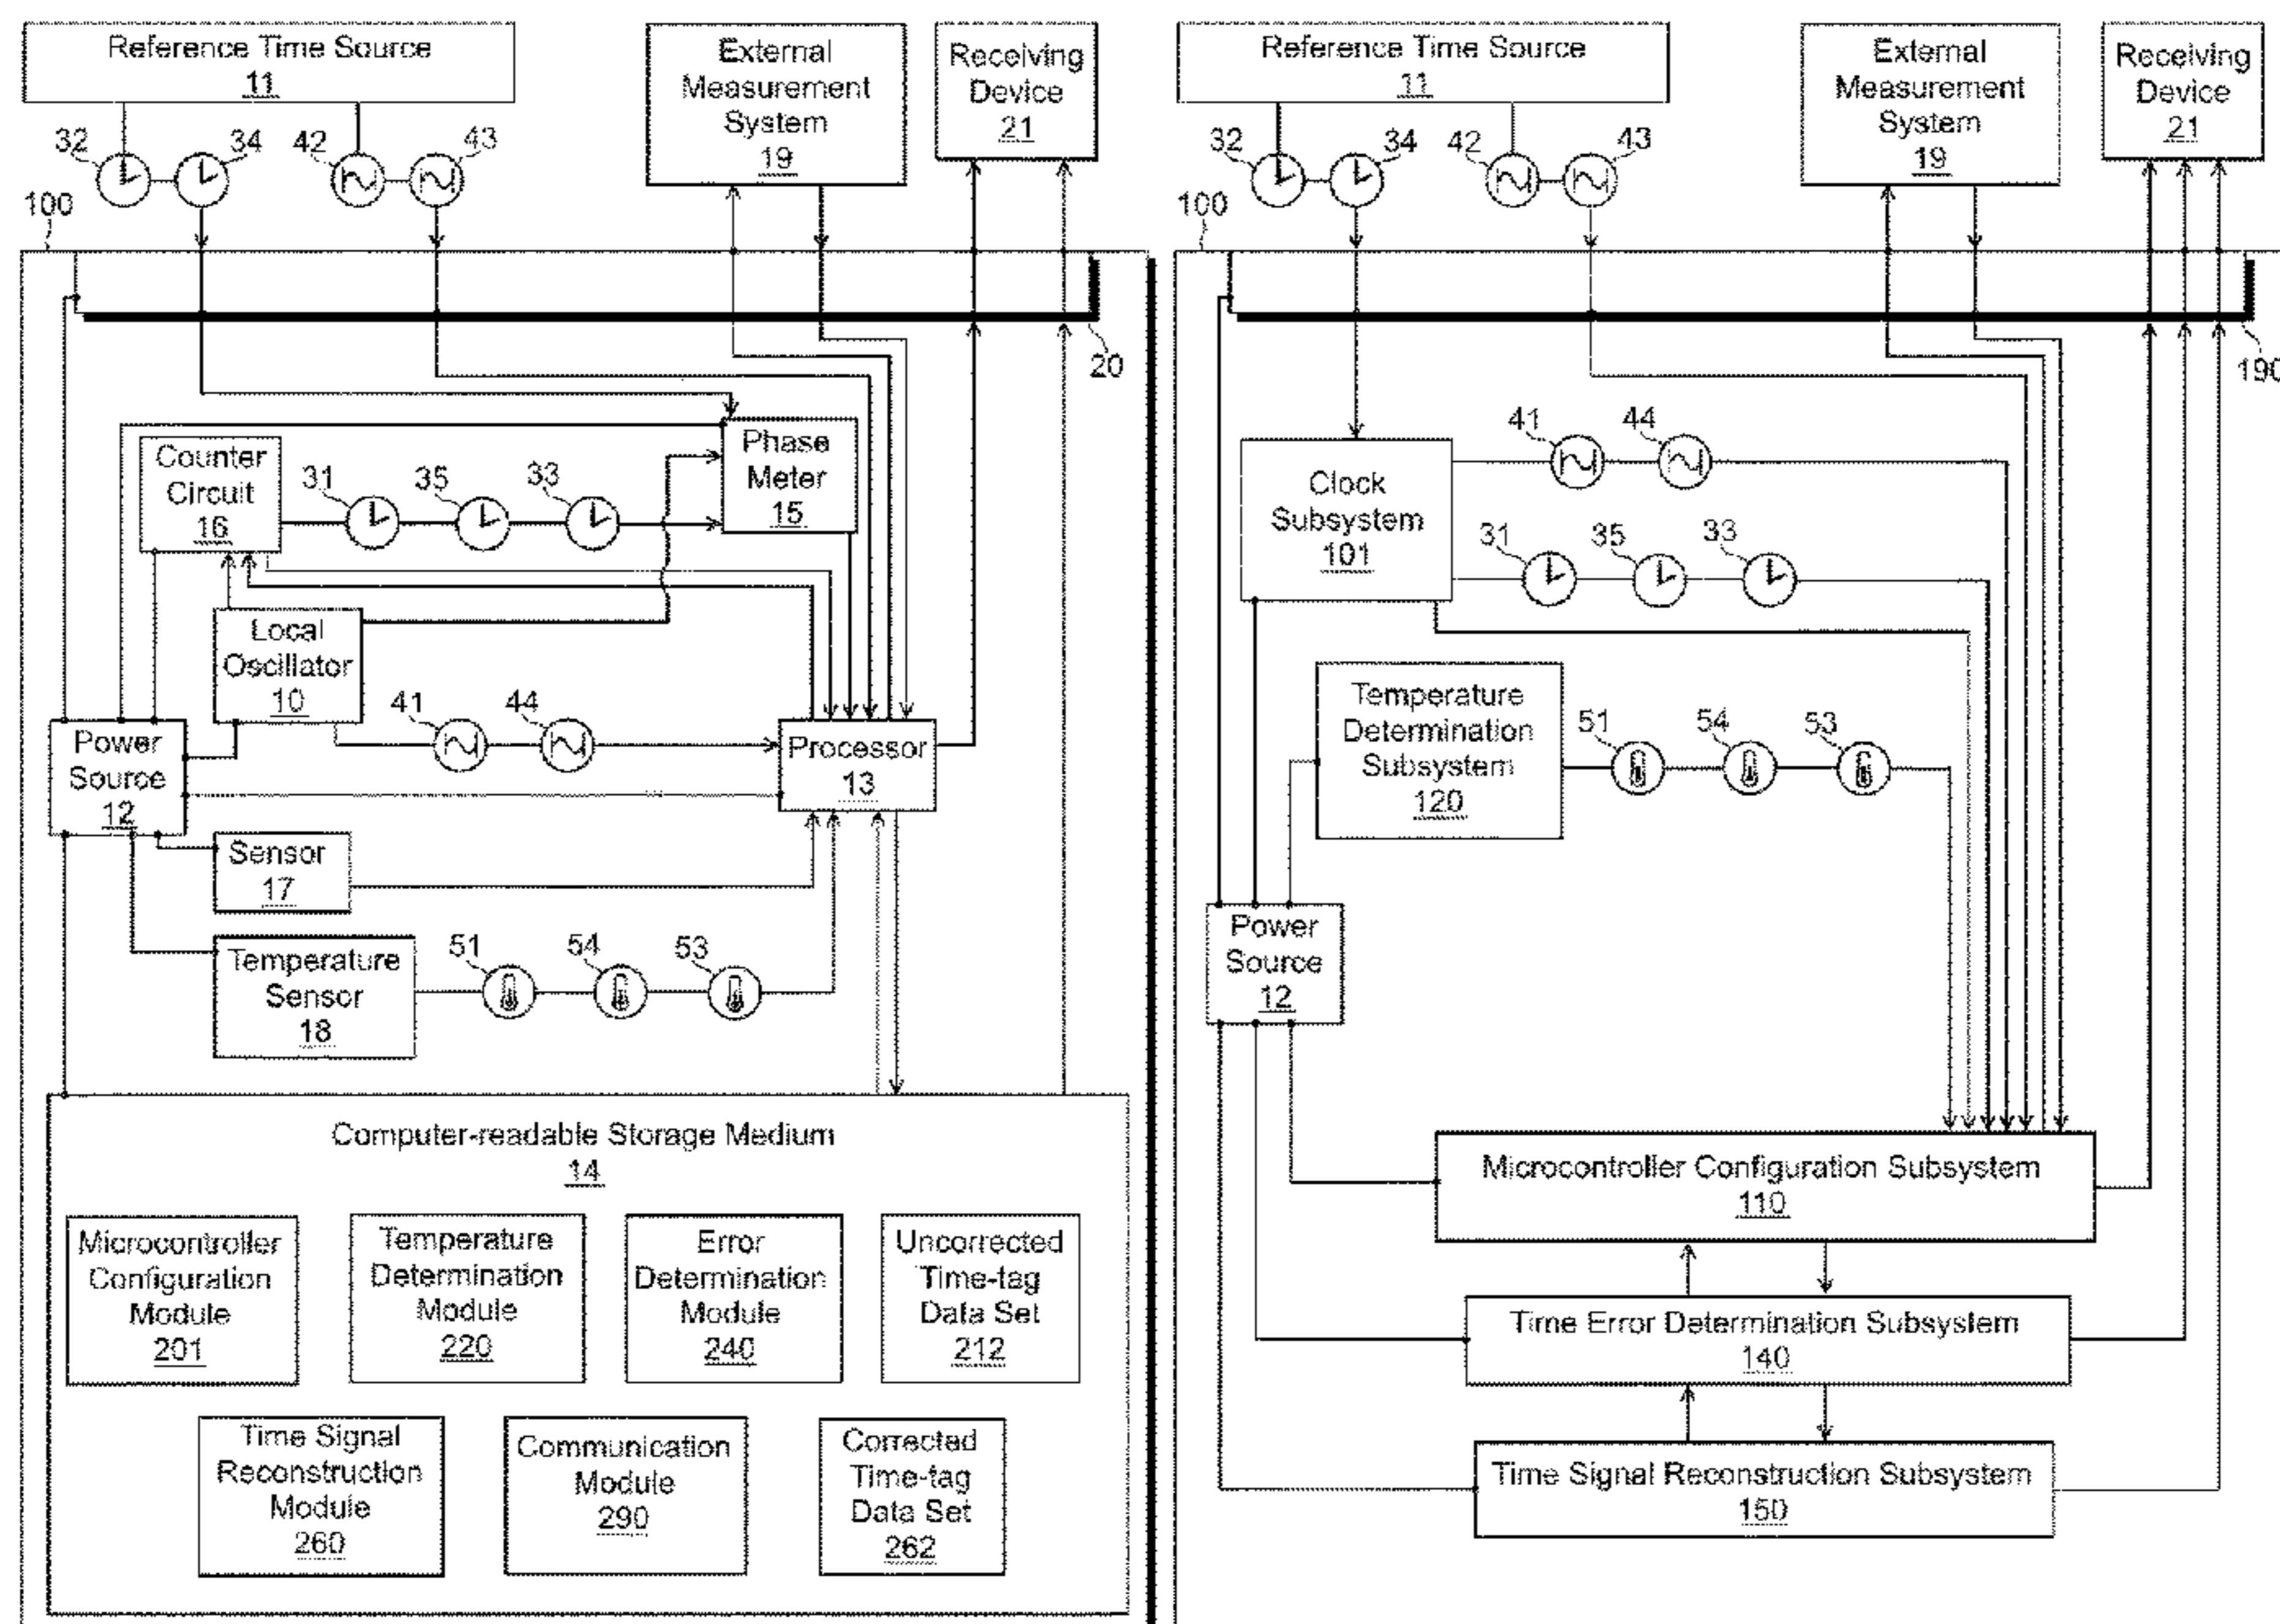 Reference Time Source
11
32
34
42
43
External
Measurement
System
19
Receiving
Device
21
100
20
Counter
Circuit
16
31
35
33
Phase
Meter
15
Local
Oscillator
10
41
44
Power
Source
12
Processor
13
Sensor
17
Temperature
Sensor
18
51
54
53
Computer-readable Storage Medium
14
Microcontroller
Configuration
Module
201
Temperature
Determination
Module
220
Error
Determination
Module
240
Uncorrected
Time-tag
Data Set
212
Time Signal
Reconstruction
Module
260
Communication
Module
290
Corrected
Time-tag
Data Set
262
Reference Time Source
11
32
34
42
43
External
Measurement
System
19
Receiving
Device
21
100
190
Clock
Subsystem
101
41
44
31
35
33
Temperature
Determination
Subsystem
120
51
54
53
Power
Source
12
Microcontroller Configuration Subsystem
110
Time Error Determination Subsystem
140
Time Signal Reconstruction Subsystem
150